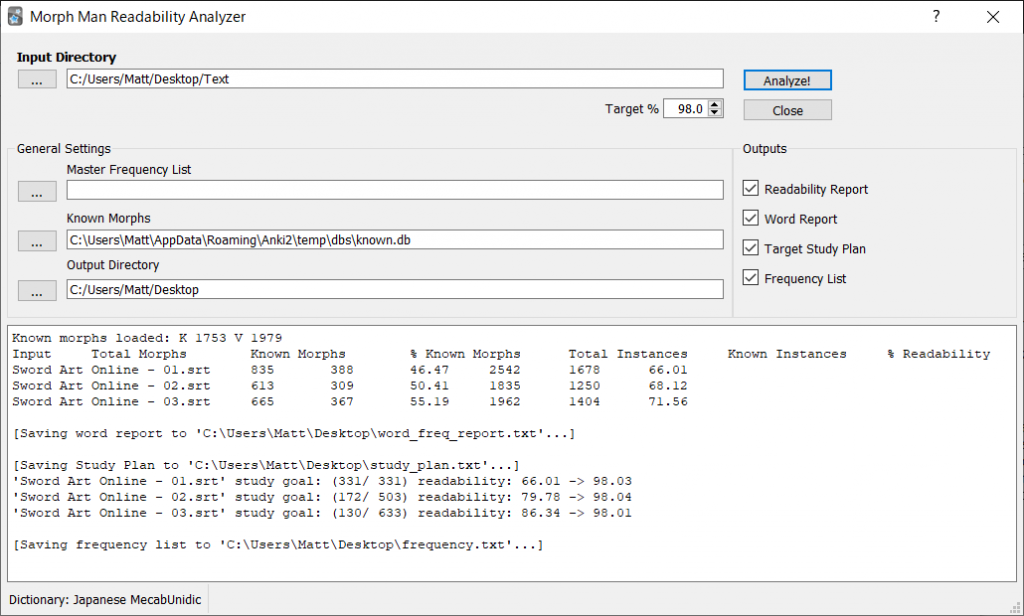 Morph Man Readability Analyzer
?
Input Directory
... C:/Users/Matt/Desktop/Text Analyze!
Target % 98.0 Close
General Settings
Master Frequency List
...
Known Morphs
... C:\Users\Matt\AppData\Roaming\Anki2\temp\dbs\known.db
Output Directory
... C:/Users/Matt/Desktop
Outputs
Readability Report
Word Report
Target Study Plan
Frequency List
Known morphs loaded: K 1753 V 1979
Input Total Morphs Known Morphs % Known Morphs Total Instances Known Instances % Readability
Sword Art Online - 01.srt 835 388 46.47 2542 1678 66.01
Sword Art Online - 02.srt 613 309 50.41 1835 1250 68.12
Sword Art Online - 03.srt 665 367 55.19 1962 1404 71.56
[Saving word report to 'C:\Users\Matt\Desktop\word_freq_report.txt'...]
[Saving Study Plan to 'C:\Users\Matt\Desktop\study_plan.txt'...]
'Sword Art Online - 01.srt' study goal: (331/ 331) readability: 66.01 -> 98.03
'Sword Art Online - 02.srt' study goal: (172/ 503) readability: 79.78 -> 98.04
'Sword Art Online - 03.srt' study goal: (130/ 633) readability: 86.34 -> 98.01
[Saving frequency list to 'C:\Users\Matt\Desktop\frequency.txt'...]
Dictionary: Japanese MecabUnidic